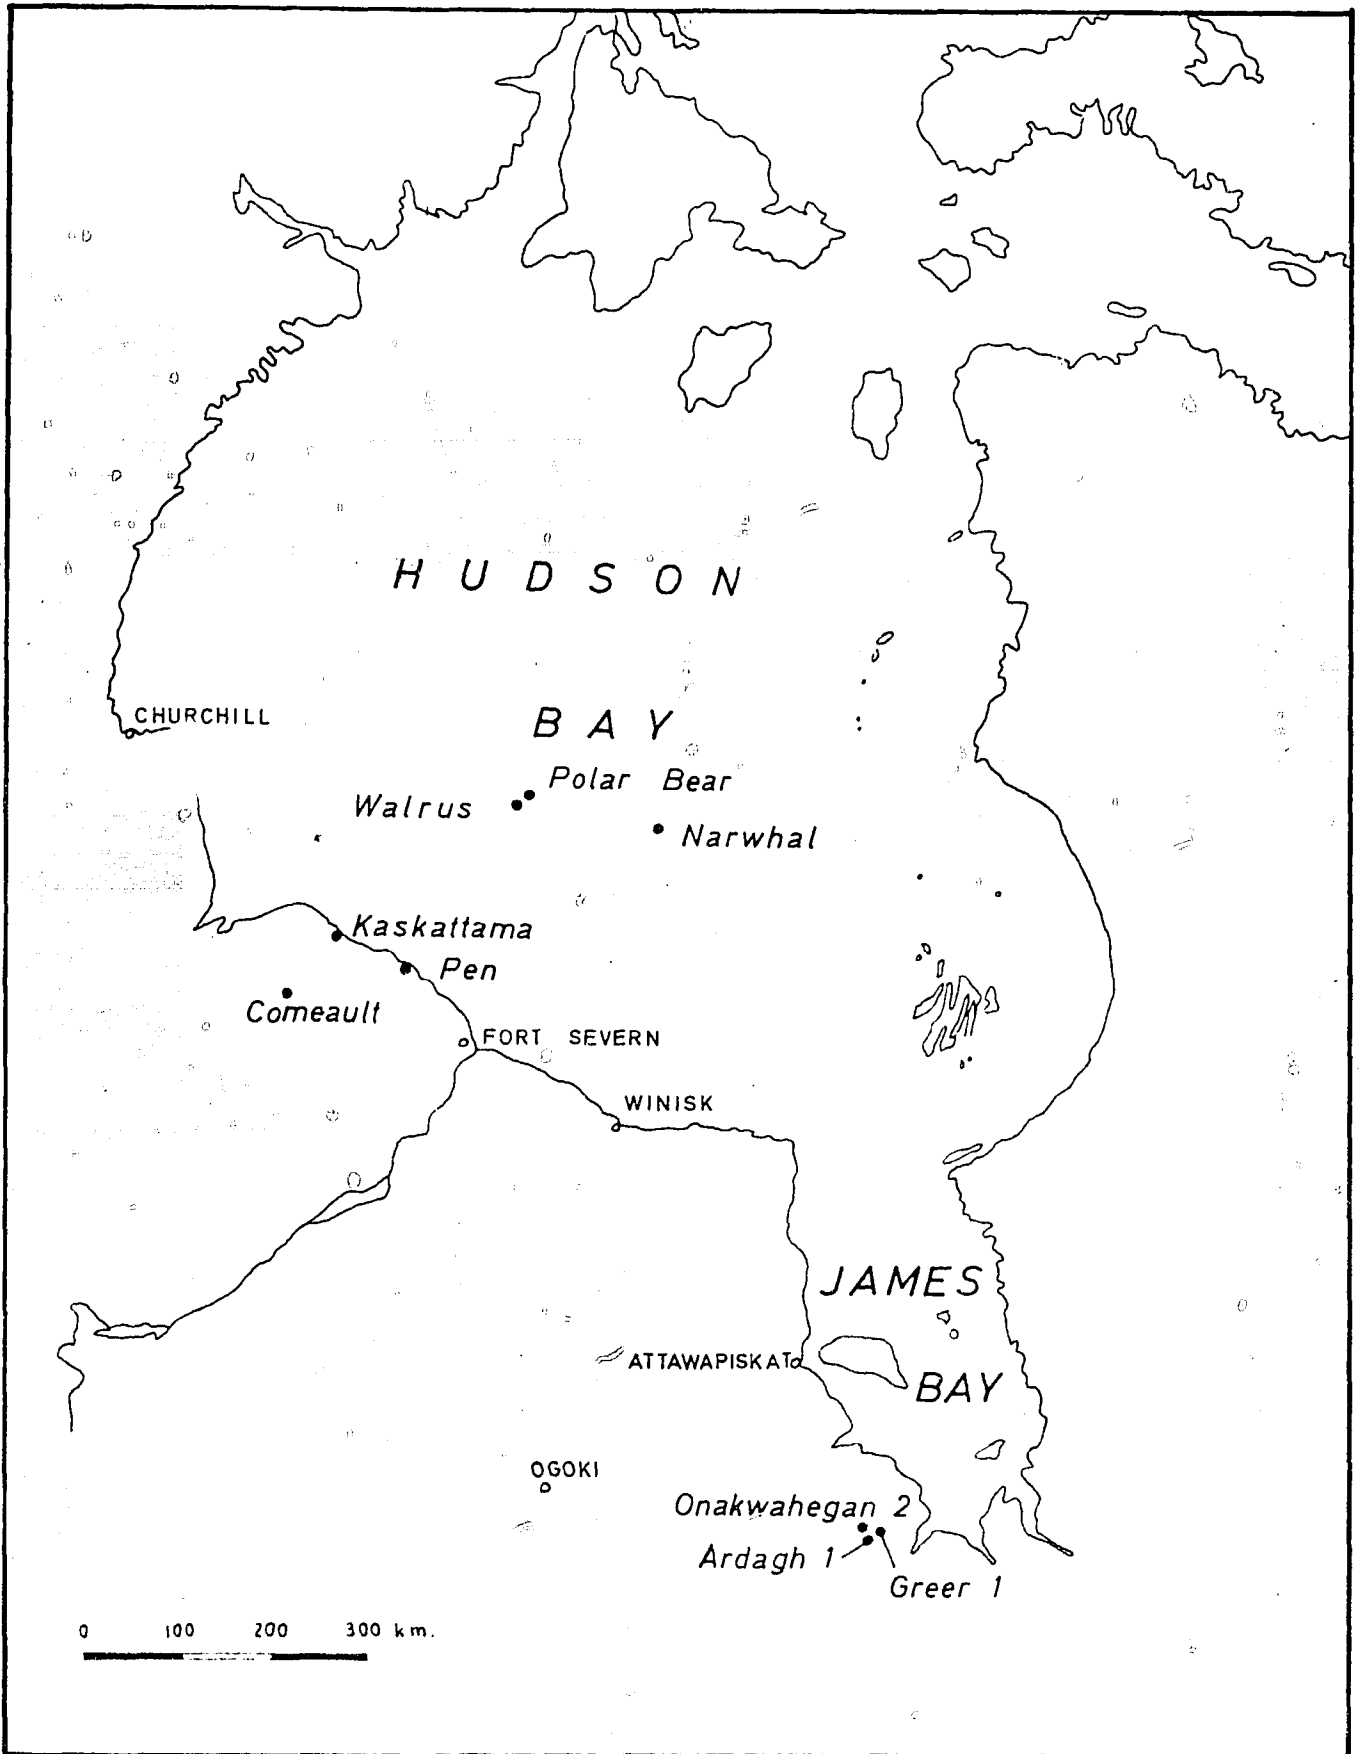 HUDSON
CHURCHILL
BAY
Polar Bear
Walrus
Narwhal
Kaskattama
Pen
Comeault
FORT SEVERN
WINISK
JAMES
ATTAWAPISKAT
BAY
OGOKI
Onakwahegan 2
Ardagh 1
Greer 1
0 100 200 300 km.